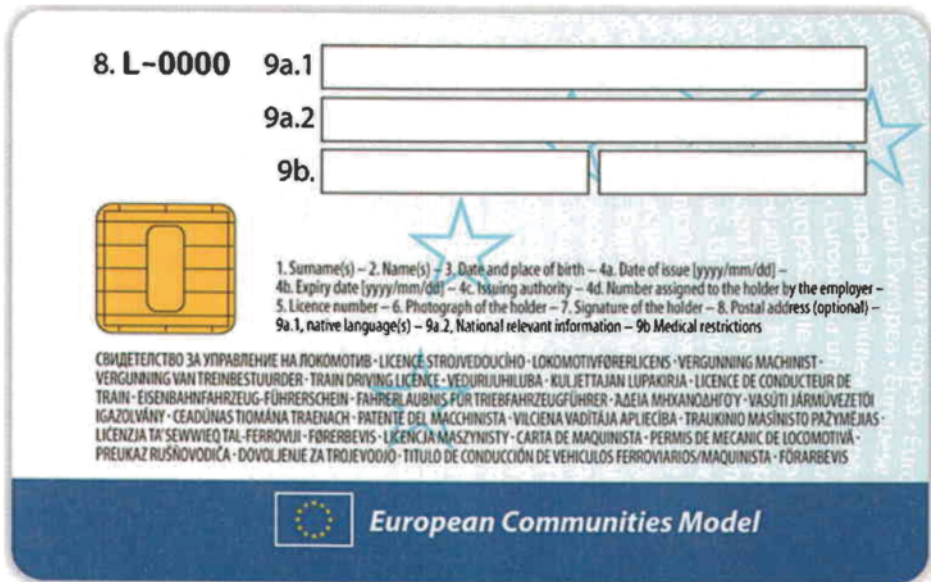 8. L-0000
9a.1
9a.2
9b.
1. Surname(s) – 2. Name(s) – 3. Date and place of birth – 4a. Date of issue [yyyy/mm/dd] –
4b. Expiry date [yyyy/mm/dd] – 4c. Issuing authority – 4d. Number assigned to the holder by the employer –
5. Licence number – 6. Photograph of the holder – 7. Signature of the holder – 8. Postal address (optional) –
9a.1, native language(s) – 9a.2, National relevant information – 9b Medical restrictions
СВИДЕТЕЛСТВО ЗА УПРАВЛЕНИЕ НА ЛОКОМОТИВ · LICENCE STROJVEDOUCÍHO · LOKOMOTIVFØRERLICENS · VERGUNNING MACHINIST ·
VERGUNNING VAN TREINBESTUURDER · TRAIN DRIVING LICENCE · VEDURIJUHILUBA · KULJETTAJAN LUPAKIRJA · LICENCE DE CONDUCTEUR DE
TRAIN · EISENBAHNFAHRZEUG-FÜHRERSCHEIN · FAHRERLAUBNIS FÜR TRIEBFAHRZEUGFÜHRER · ΑΔΕΙΑ ΜΗΧΑΝΟΔΗΓΟΥ · VASÚTI JÁRMŰVEZETŐI
IGAZOLVÁNY · CEADÚNAS TIOMÁNA TRAENACH · PATENTE DEL MACCHINISTA · VILCIENA VADĪTĀJA APLIECĪBA · TRAUKINIO MAŠINISTO PAŽYMĖJIAS ·
LICENZJA TA' SEWWIEQ TAL-FERROVIJI · FØRERBEVIS · LICENCJA MASZYNISTY · CARTA DE MAQUINISTA · PERMIS DE MECANIC DE LOCOMOTIVĂ ·
PREUKAZ RUŠŇOVODIČA · DOVOLJENJE ZA TROJEVODJO · TITULO DE CONDUCCIÓN DE VEHICULOS FERROVIARIOS/MAQUINISTA · FÖRARBEVIS
European Communities Model